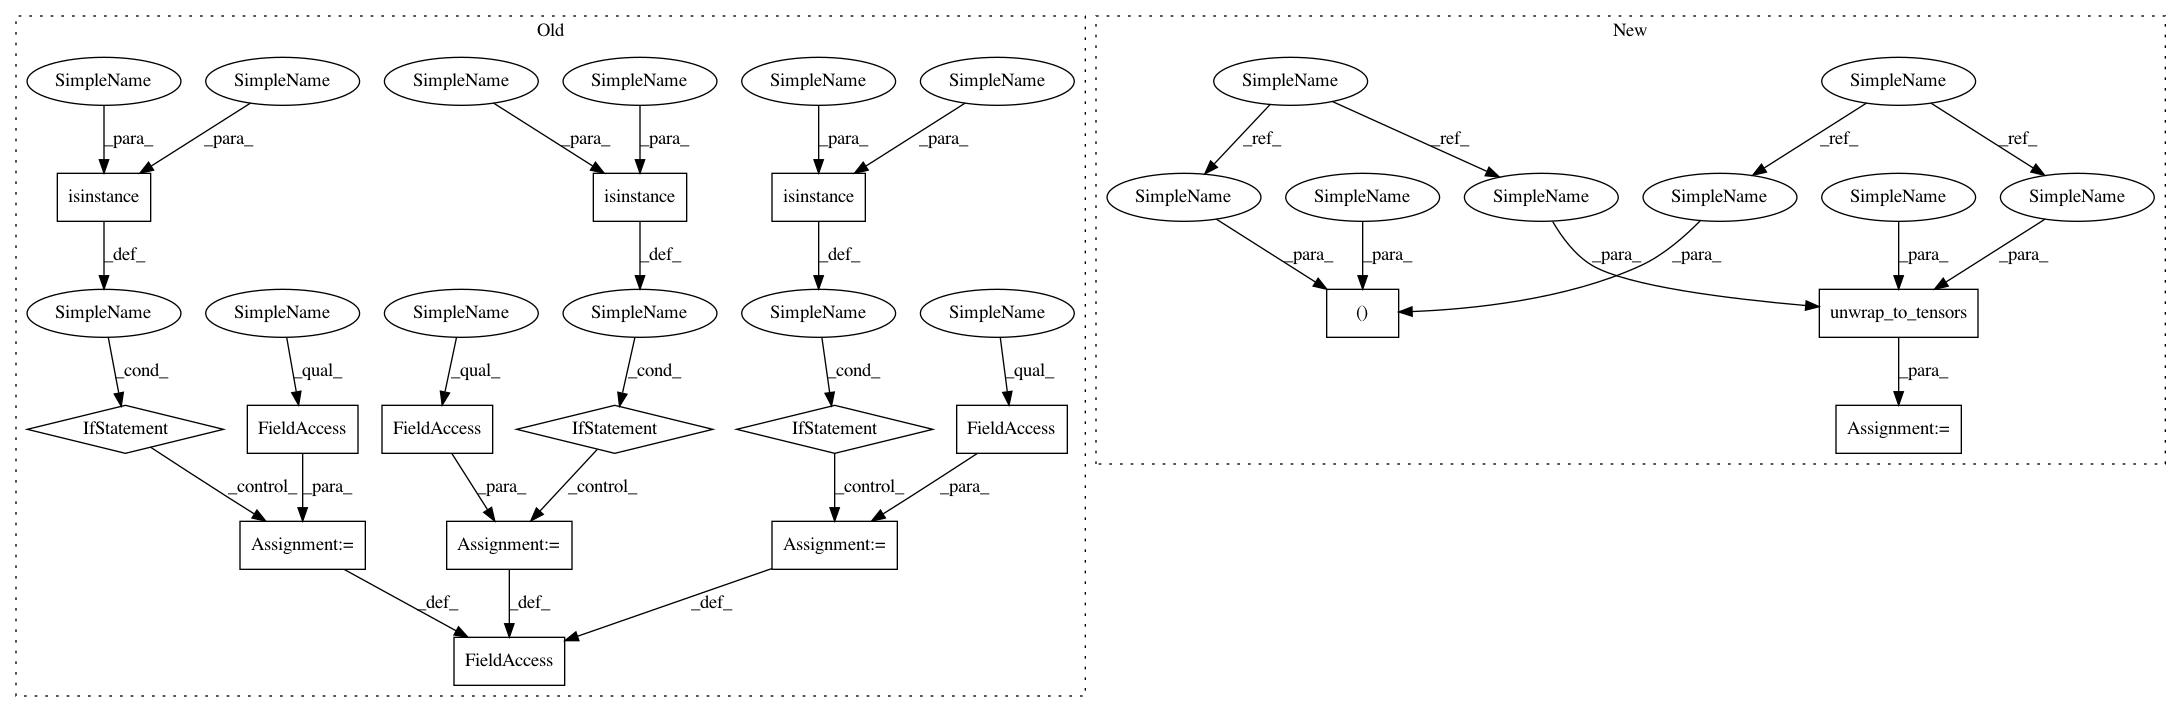 Old
New
SimpleName SimpleName SimpleName SimpleName SimpleName SimpleName SimpleName SimpleName
_para_ _para_ _para_ _para_ _para_ _para_ _ref_ _ref_ _ref_ _ref_
isinstance isinstance isinstance SimpleName SimpleName SimpleName SimpleName SimpleName SimpleName
_def_ _def_ _def_ _para_ _para_ _para_ _para_ _para_ _para_
SimpleName SimpleName SimpleName SimpleName SimpleName SimpleName () unwrap_to_tensors
_cond_ _qual_ _qual_ _cond_ _cond_ _qual_ _para_
IfStatement FieldAccess FieldAccess IfStatement IfStatement FieldAccess Assignment:=
_control_ _para_ _para_ _control_ _control_ _para_
Assignment:= Assignment:= Assignment:=
_def_ _def_ _def_
FieldAccess